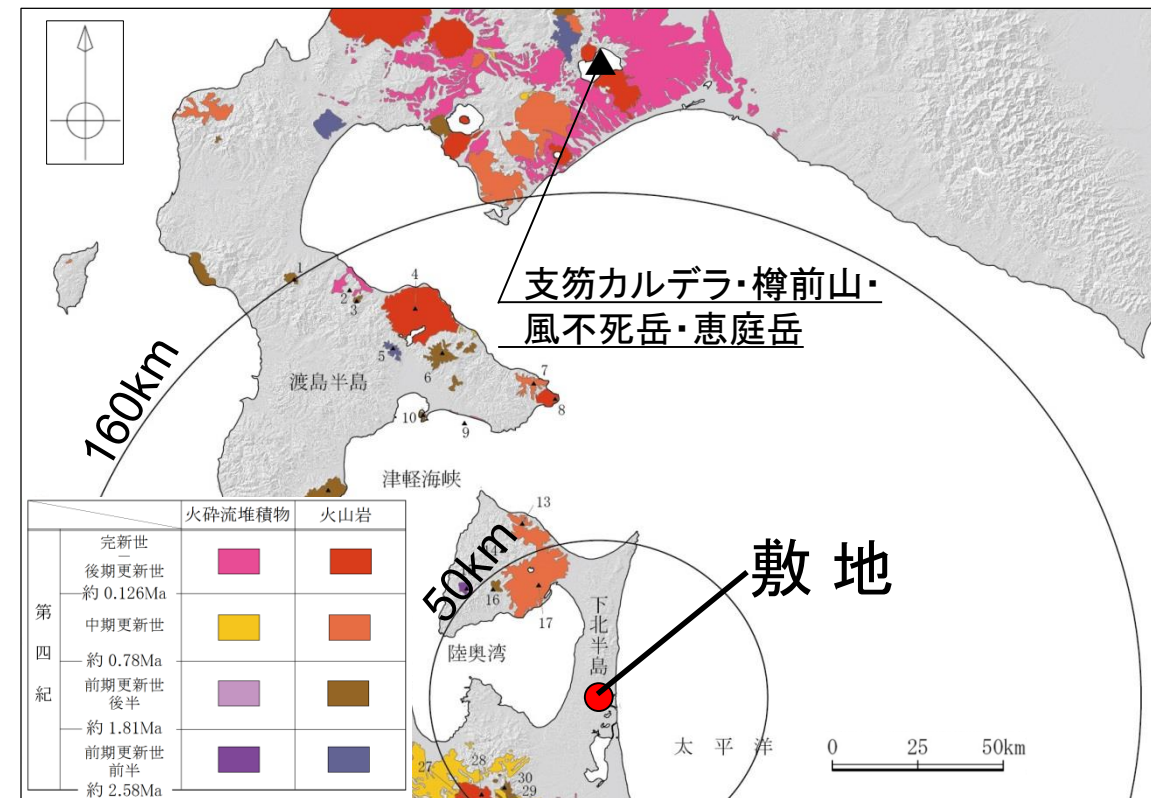 1
2
3
4
支笏カルデラ・樽前山・
風不死岳・恵庭岳
160km
5
6
7
8
渡島半島
10
9
津軽海峡
13
14
50km
16
17
下北半島
敷 地
陸奥湾
太 平 洋
0 25 50km
27
28
30
29
火砕流堆積物 火山岩
第四紀
完新世
|
後期更新世
約 0.126Ma
中期更新世
約 0.78Ma
前期更新世
後半
約 1.81Ma
前期更新世
前半
約 2.58Ma